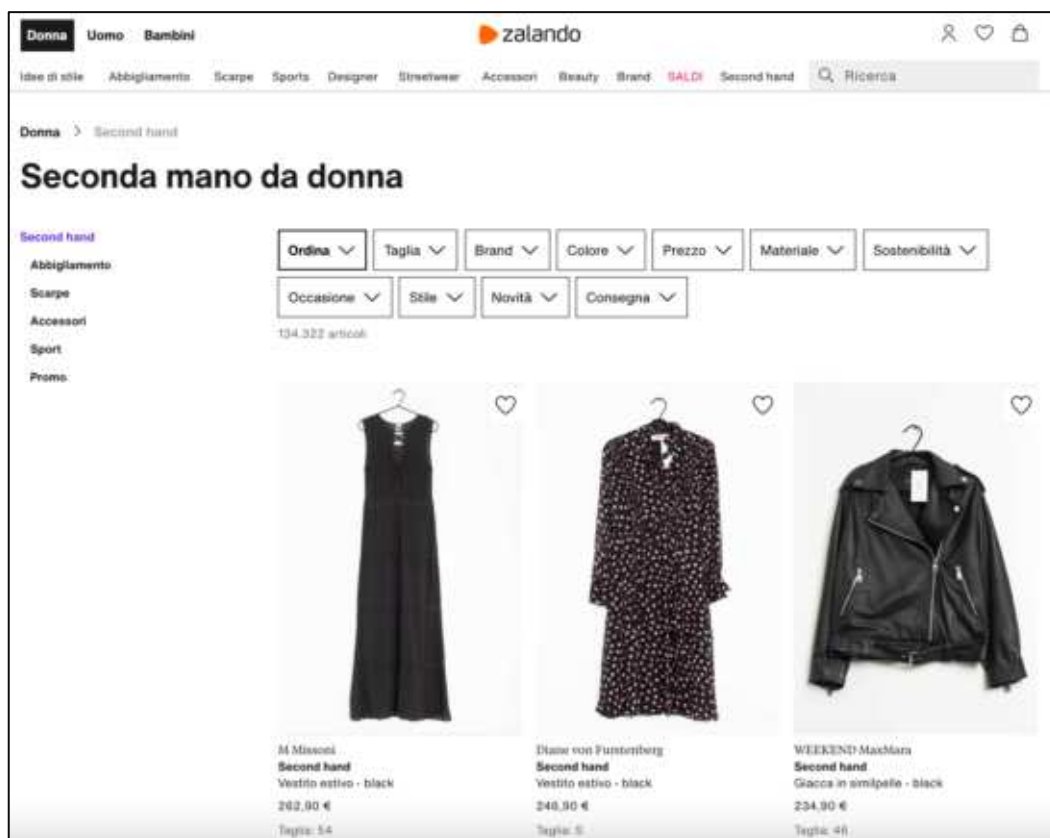 Donna Uomo Bambini zalando
Idee di stile Abbigliamento Scarpe Sports Designer Streetwear Accessori Beauty Brand SALDI Second hand Ricerca
Donna > Second hand
Seconda mano da donna
Second hand
Abbigliamento
Scarpe
Accessori
Sport
Promo
Ordina Taglia Brand Colore Prezzo Materiale Sostenibilità
Occasione Stile Novità Consegna
134.322 articoli
M Missoni
Second hand
Vestito estivo - black
262,90 €
Taglia: 54
Diane von Furstenberg
Second hand
Vestito estivo - black
246,90 €
Taglia: S
WEEKEND MaxMara
Second hand
Giacca in similpelle - black
234,90 €
Taglia: 46